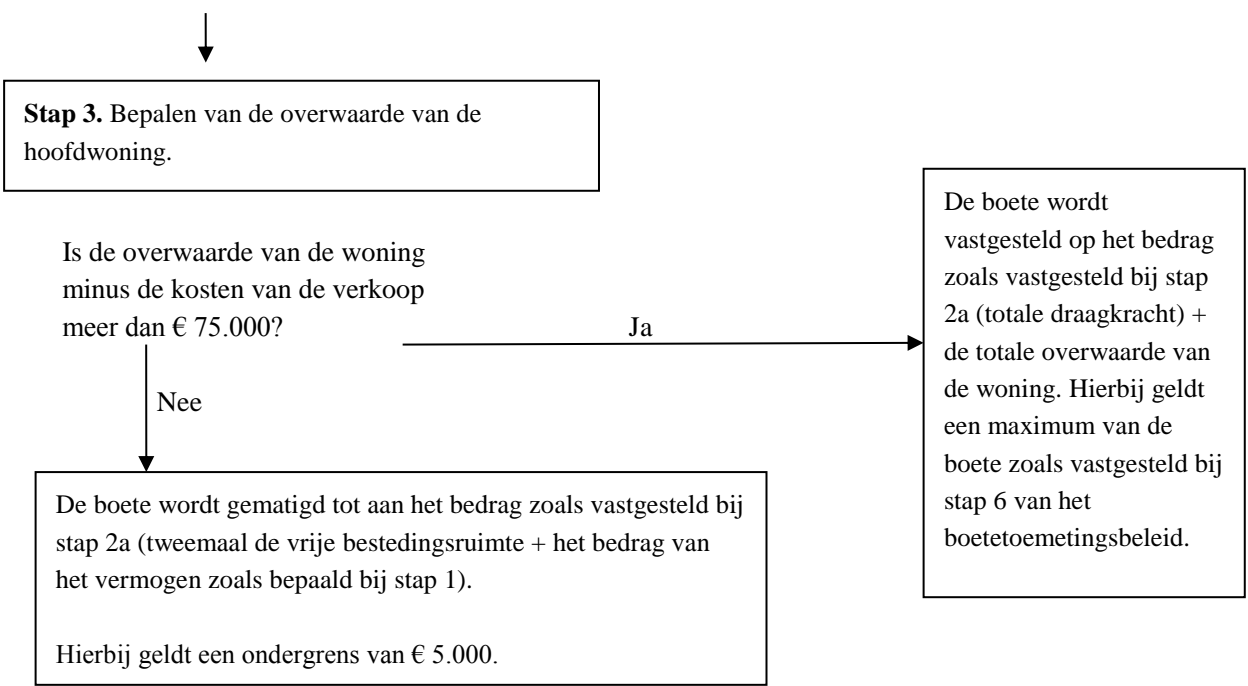 Stap 3. Bepalen van de overwaarde van de
hoofdwoning.
Is de overwaarde van de woning
minus de kosten van de verkoop
meer dan € 75.000?
Ja
De boete wordt
vastgesteld op het bedrag
zoals vastgesteld bij stap
2a (totale draagkracht) +
de totale overwaarde van
de woning. Hierbij geldt
een maximum van de
boete zoals vastgesteld bij
stap 6 van het
boetetoemetingsbeleid.
Nee
De boete wordt gematigd tot aan het bedrag zoals vastgesteld bij
stap 2a (tweemaal de vrije bestedingsruimte + het bedrag van
het vermogen zoals bepaald bij stap 1).
Hierbij geldt een ondergrens van € 5.000.